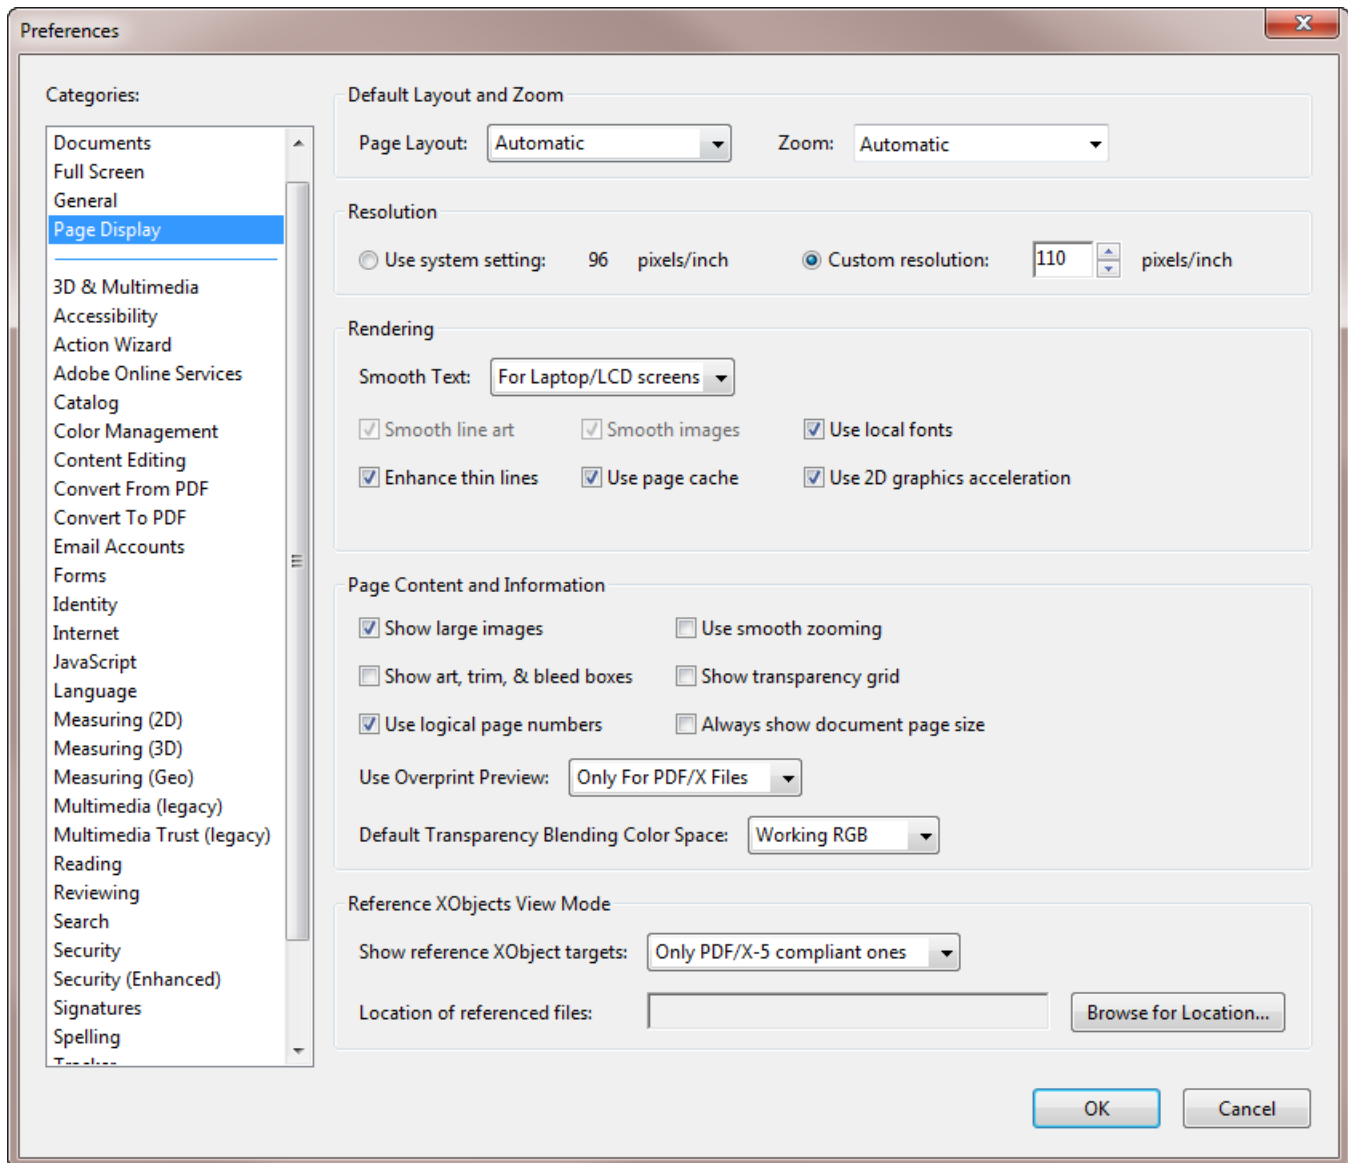 Preferences
Categories:
Documents
Full Screen
General
Page Display
3D & Multimedia
Accessibility
Action Wizard
Adobe Online Services
Catalog
Color Management
Content Editing
Convert From PDF
Convert To PDF
Email Accounts
Forms
Identity
Internet
JavaScript
Language
Measuring (2D)
Measuring (3D)
Measuring (Geo)
Multimedia (legacy)
Multimedia Trust (legacy)
Reading
Reviewing
Search
Security
Security (Enhanced)
Signatures
Spelling
Tracker
Default Layout and Zoom
Page Layout: Automatic Zoom: Automatic
Resolution
Use system setting: 96 pixels/inch Custom resolution: 110 pixels/inch
Rendering
Smooth Text: For Laptop/LCD screens
Smooth line art Smooth images Use local fonts
Enhance thin lines Use page cache Use 2D graphics acceleration
Page Content and Information
Show large images Use smooth zooming
Show art, trim, & bleed boxes Show transparency grid
Use logical page numbers Always show document page size
Use Overprint Preview: Only For PDF/X Files
Default Transparency Blending Color Space: Working RGB
Reference XObjects View Mode
Show reference XObject targets: Only PDF/X-5 compliant ones
Location of referenced files: Browse for Location...
OK Cancel